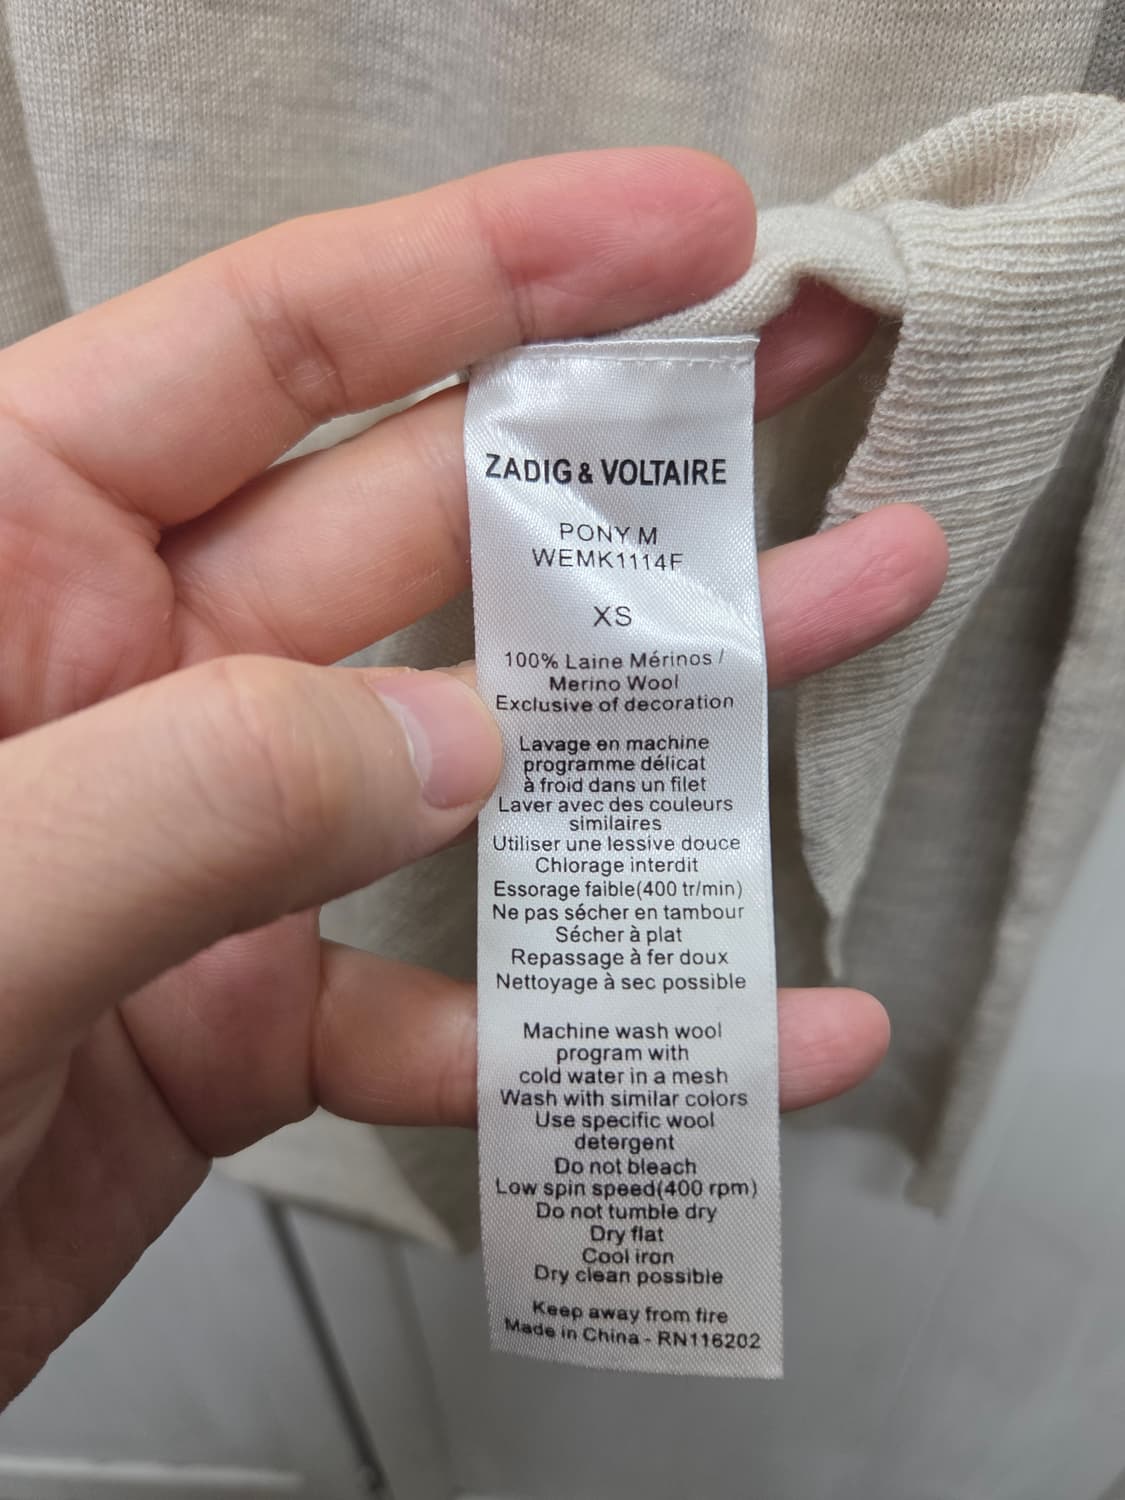 ZADIG & VOLTAIRE
PONY M
WEMK1114F
XS
100% Laine Mérinos /
Merino Wool
Exclusive of decoration
Lavage en machine
programme délicat
à froid dans un filet
Laver avec des couleurs
similaires
Utiliser une lessive douce
Chlorage interdit
Essorage faible(400 tr/min)
Ne pas sécher en tambour
Sécher à plat
Repassage à fer doux
Nettoyage à sec possible
Machine wash wool
program with
cold water in a mesh
Wash with similar colors
Use specific wool
detergent
Do not bleach
Low spin speed(400 rpm)
Do not tumble dry
Dry flat
Cool iron
Dry clean possible
Keep away from fire
Made in China - RN116202